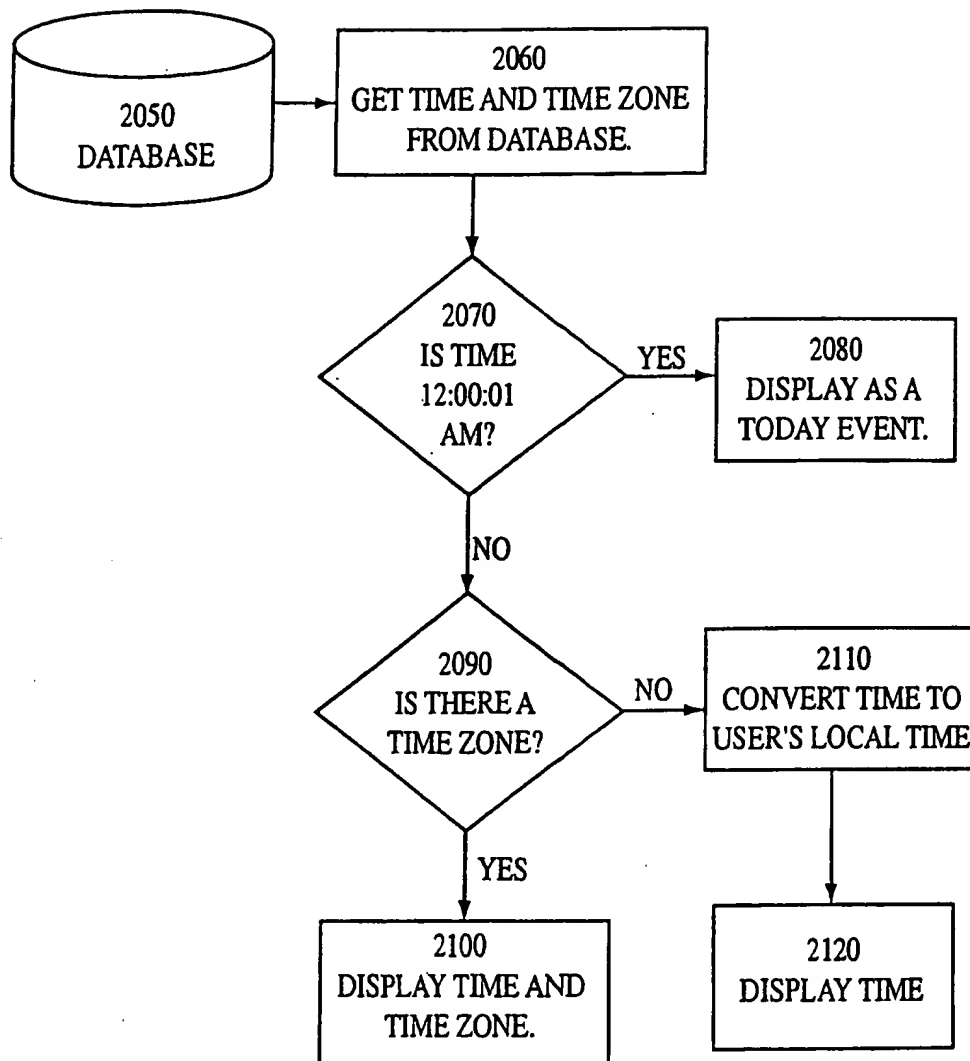 2050
DATABASE
2060
GET TIME AND TIME ZONE
FROM DATABASE.
2070
IS TIME
12:00:01
AM?
YES
2080
DISPLAY AS A
TODAY EVENT.
NO
2090
IS THERE A
TIME ZONE?
NO
2110
CONVERT TIME TO
USER'S LOCAL TIME
YES
2100
DISPLAY TIME AND
TIME ZONE.
2120
DISPLAY TIME